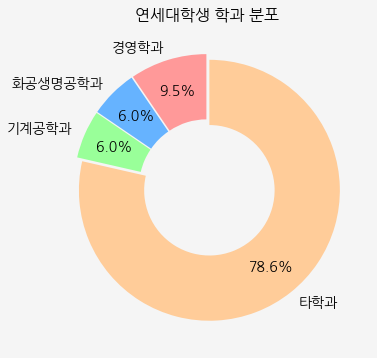 연세대학생 학과 분포
경영학과
9.5%
화공생명공학과
6.0%
기계공학과
6.0%
78.6%
타학과